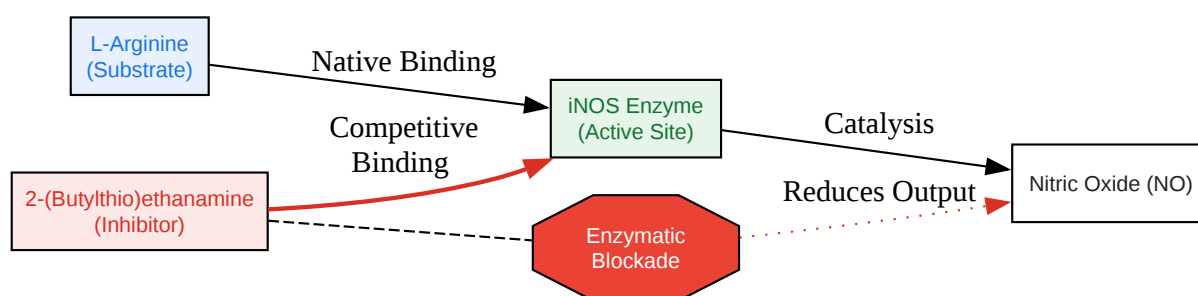 L-Arginine
(Substrate)
Native Binding
iNOS Enzyme
(Active Site)
Competitive
Binding
Catalysis
2-(Butylthio)ethanamine
(Inhibitor)
Nitric Oxide (NO)
Reduces Output
Enzymatic
Blockade